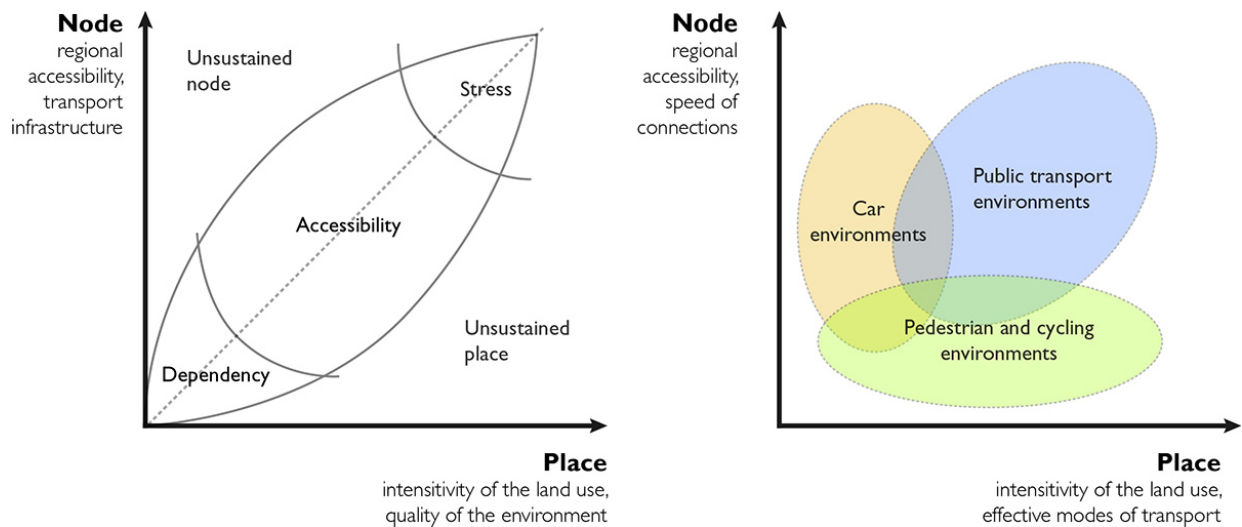 Node
regional
accessibility,
transport
infrastructure
Unsustained
node
Stress
Accessibility
Unsustained
place
Dependency
Place
intensitivity of the land use,
quality of the environment
Node
regional
accessibility,
speed of
connections
Public transport
environments
Car
environments
Pedestrian and cycling
environments
Place
intensitivity of the land use,
effective modes of transport